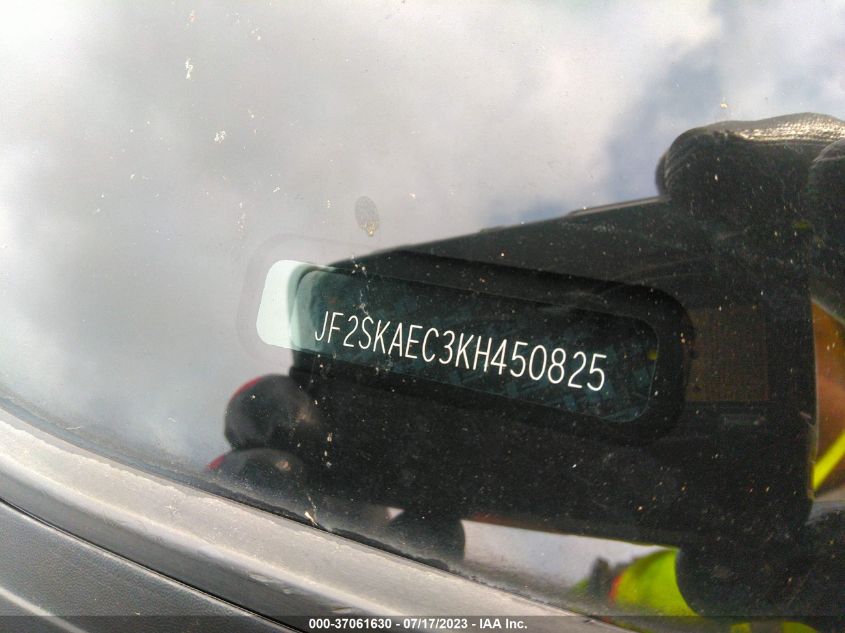 JF2SKAEC3KH450825
000-37061630 - 07/17/2023 - IAA Inc.